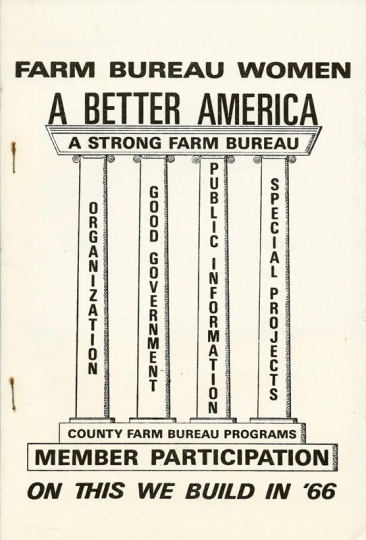 FARM BUREAU WOMEN
A BETTER AMERICA
A STRONG FARM BUREAU
ORGANIZATION
GOOD GOVERNMENT
PUBLIC INFORMATION
SPECIAL PROJECTS
COUNTY FARM BUREAU PROGRAMS
MEMBER PARTICIPATION
ON THIS WE BUILD IN '66